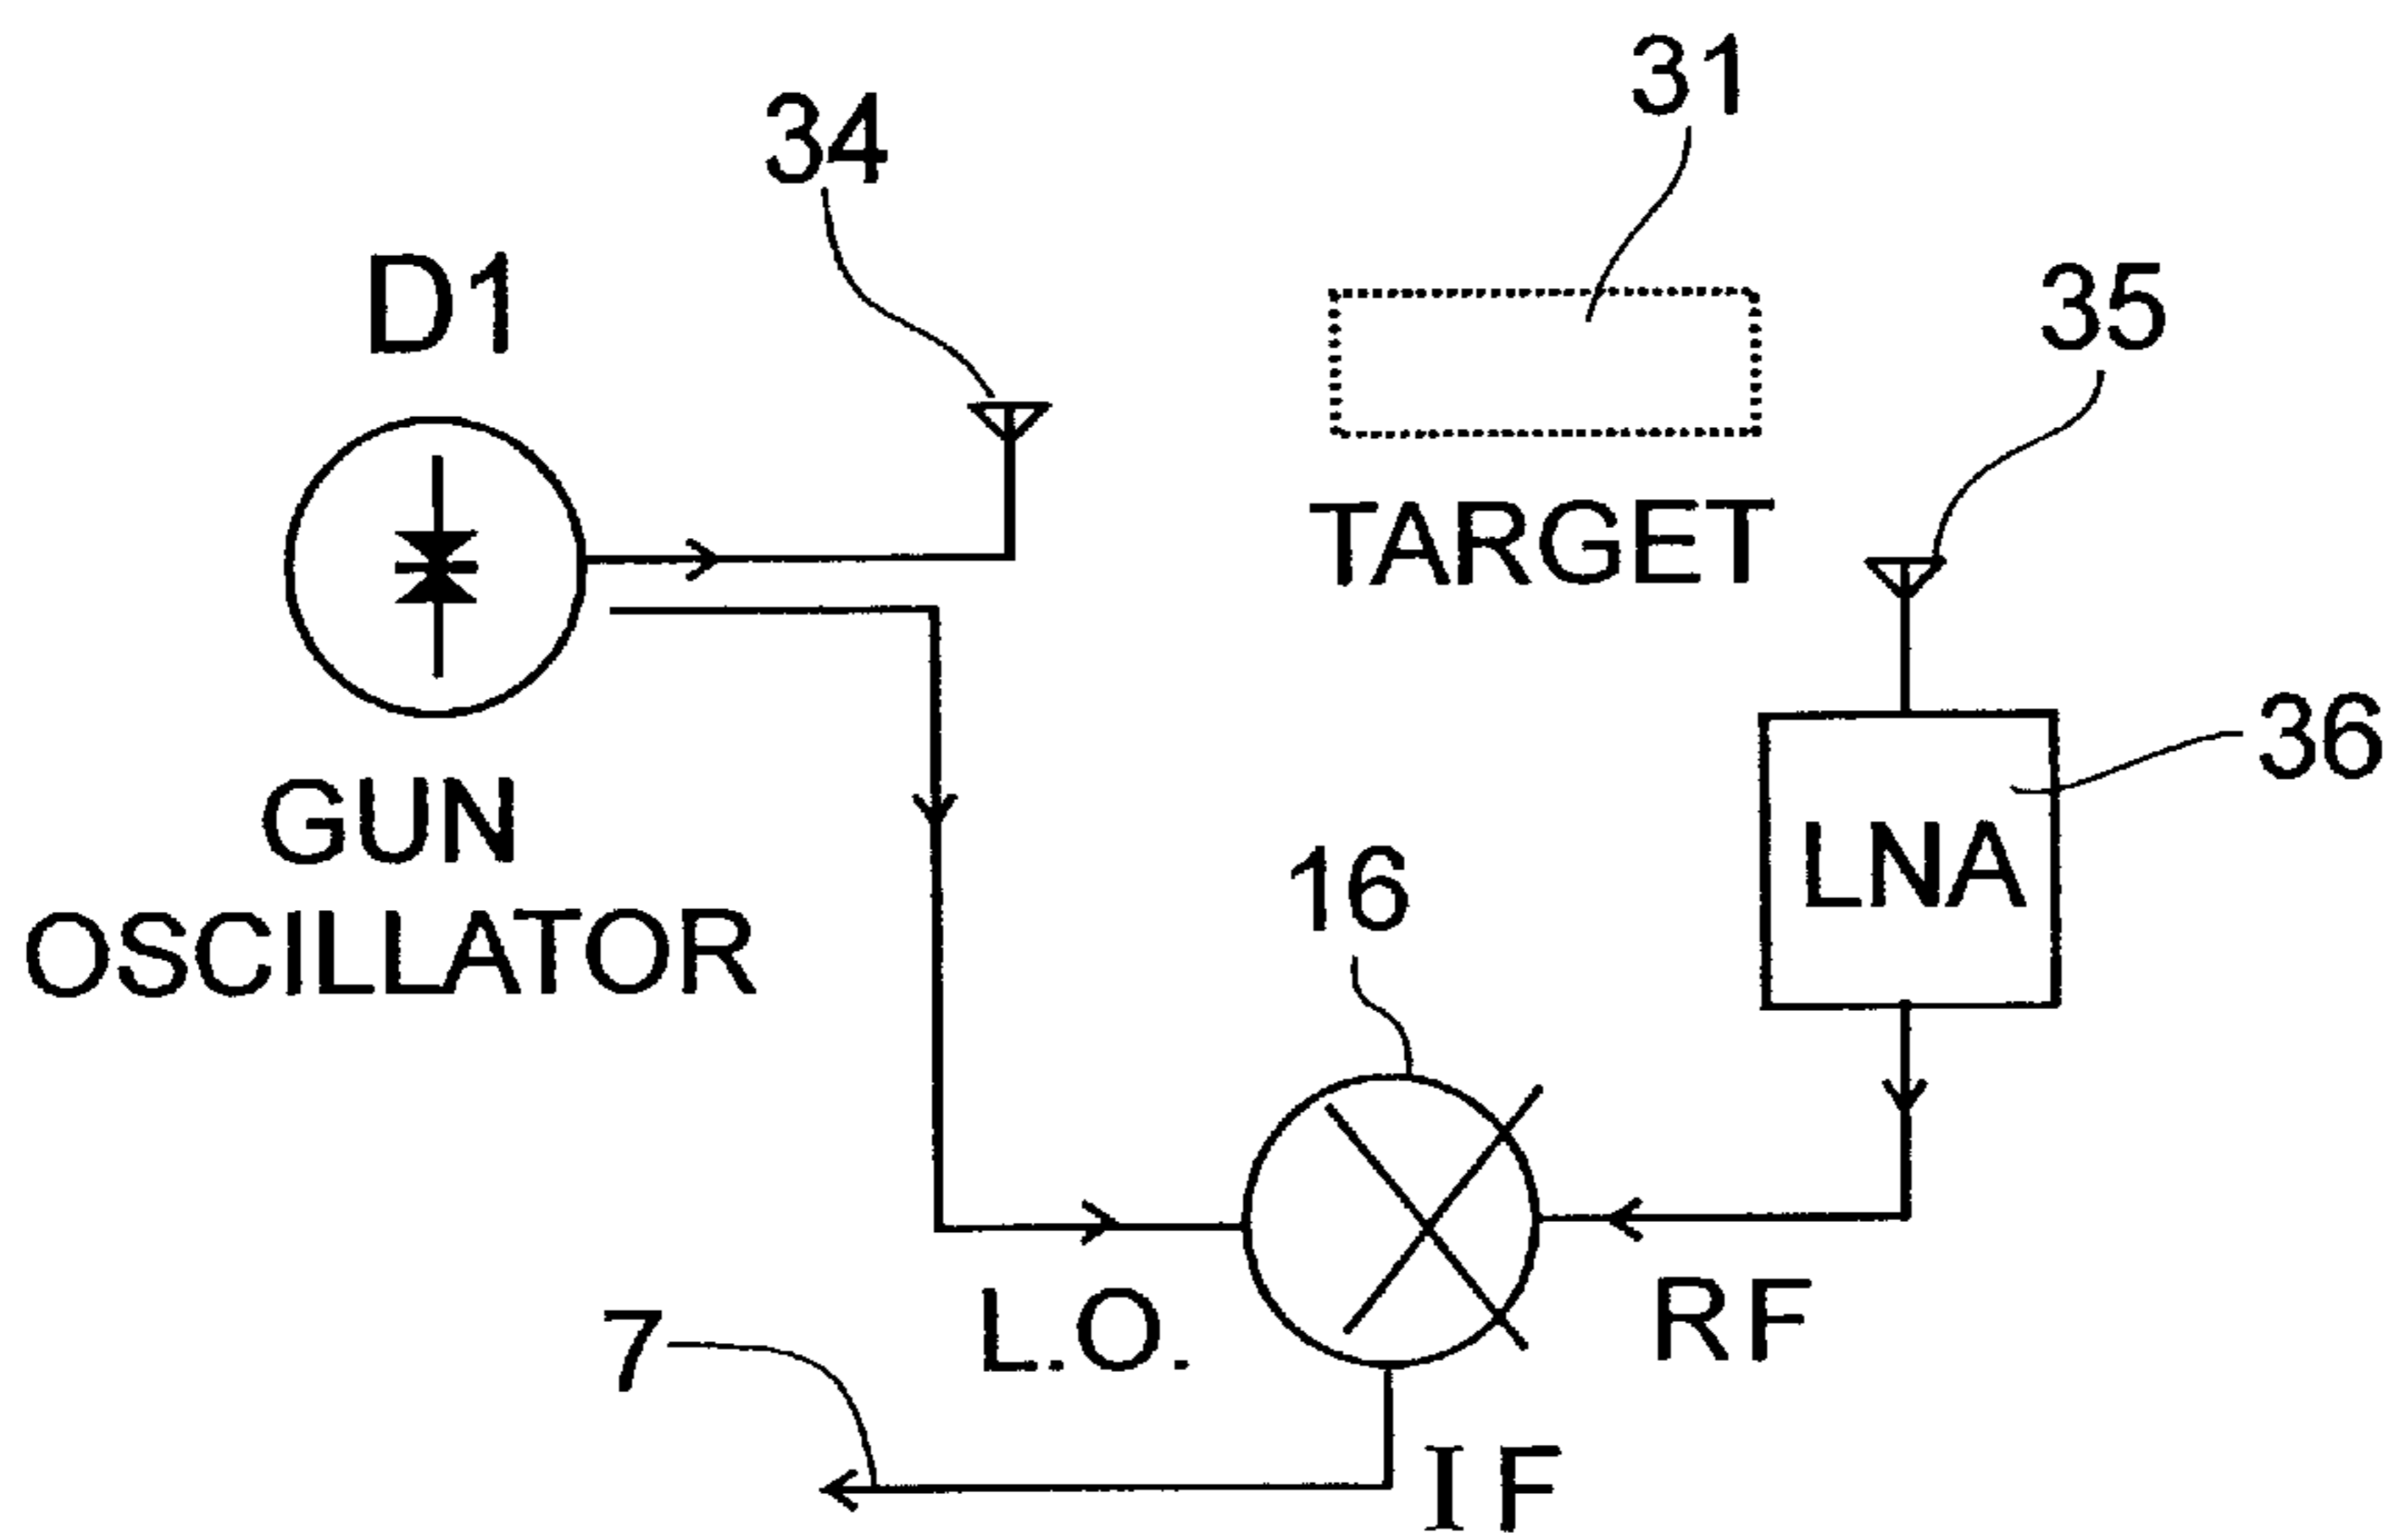 31
34
D1
35
TARGET
36
GUN
OSCILLATOR
LNA
16
L.O.
RF
7
IF